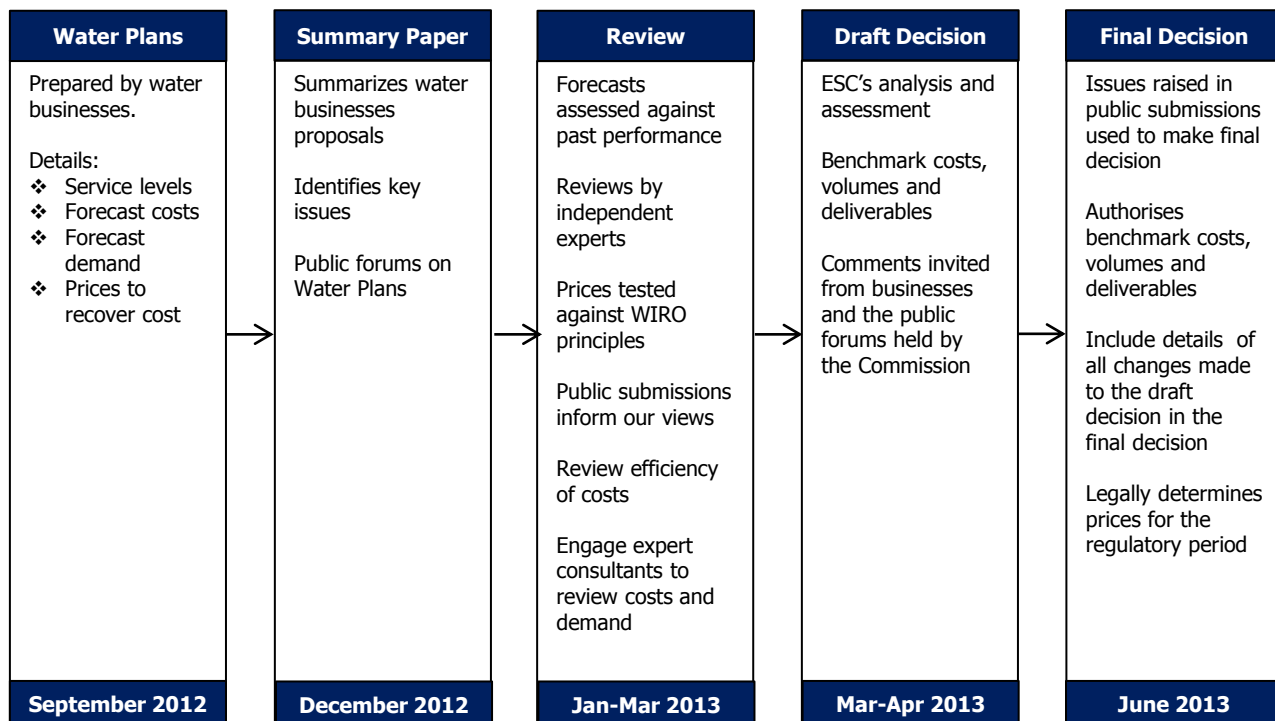 Water Plans
Prepared by water
businesses.
Details:
❖ Service levels
❖ Forecast costs
❖ Forecast
demand
❖ Prices to
recover cost
September 2012
Summary Paper
Summarizes water
businesses
proposals
Identifies key
issues
Public forums on
Water Plans
December 2012
Review
Forecasts
assessed against
past performance
Reviews by
independent
experts
Prices tested
against WIRO
principles
Public submissions
inform our views
Review efficiency
of costs
Engage expert
consultants to
review costs and
demand
Jan-Mar 2013
Draft Decision
ESC’s analysis and
assessment
Benchmark costs,
volumes and
deliverables
Comments invited
from businesses
and the public
forums held by
the Commission
Mar-Apr 2013
Final Decision
Issues raised in
public submissions
used to make final
decision
Authorises
benchmark costs,
volumes and
deliverables
Include details of
all changes made
to the draft
decision in the
final decision
Legally determines
prices for the
regulatory period
June 2013